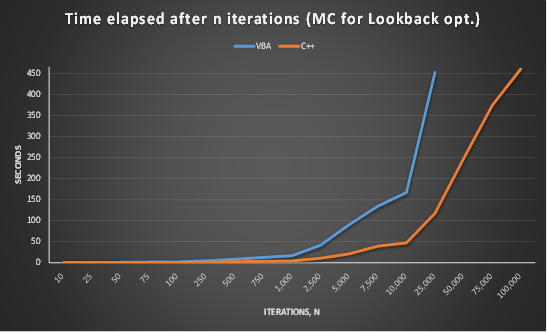 Time elapsed after n iterations (MC for Lookback opt.)
VBA C++
450
400
350
300
250
200
150
100
50
0
SECONDS
10 25 50 75 100 250 500 750 1,000 2,500 5,000 7,500 10,000 25,000 50,000 75,000 100,000
ITERATIONS, N